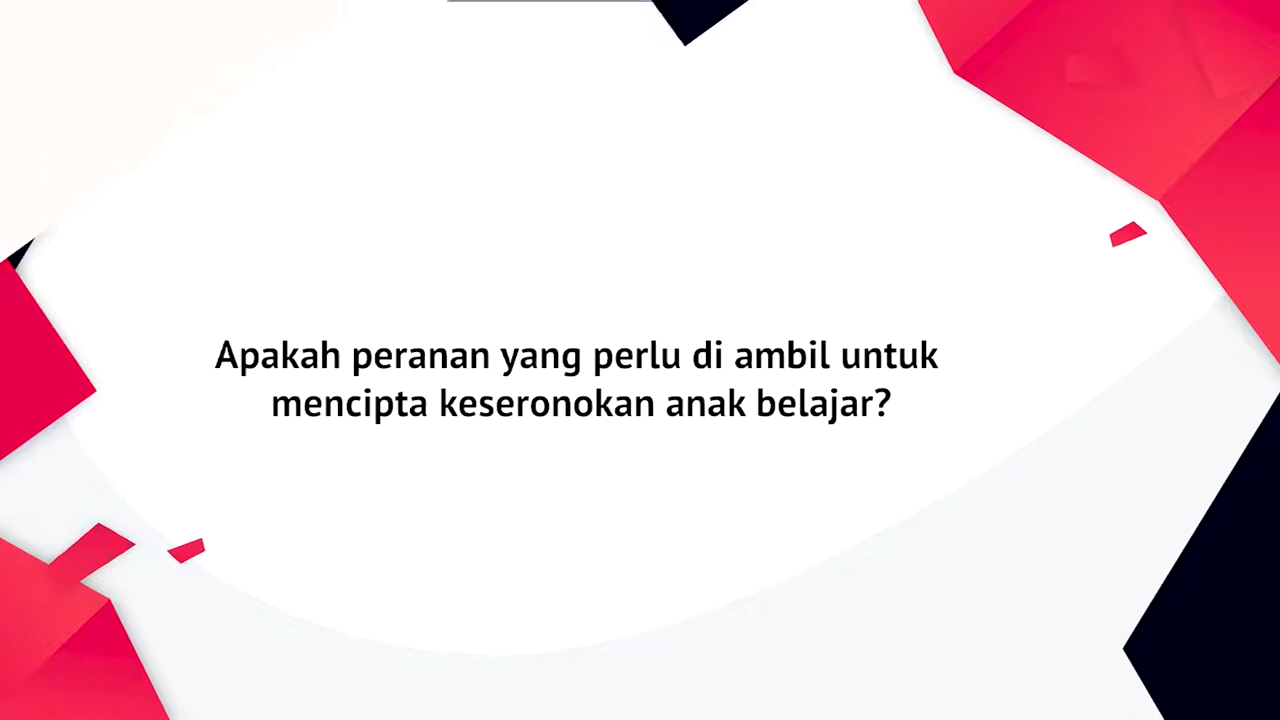 Apakah peranan yang perlu di ambil untuk
mencipta keseronokan anak belajar?